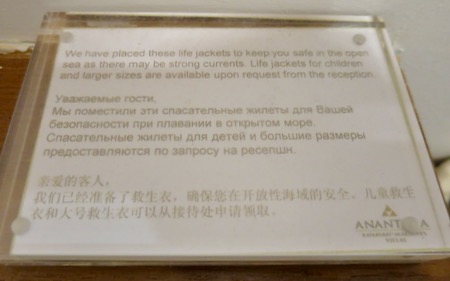 We have placed these life jackets to keep you safe in the open
sea as there may be strong currents. Life jackets for children
and larger sizes are available upon request from the reception.
Уважаемые гости,
Мы поместили эти спасательные жилеты для Вашей
безопасности при плавании в открытом море.
Спасательные жилеты для детей и большие размеры
предоставляются по запросу на ресепшн.
亲爱的客人,
我们已经准备了救生衣, 确保您在开放性海域的安全。儿童救生
衣和大号救生衣可以从接待处申请领取。